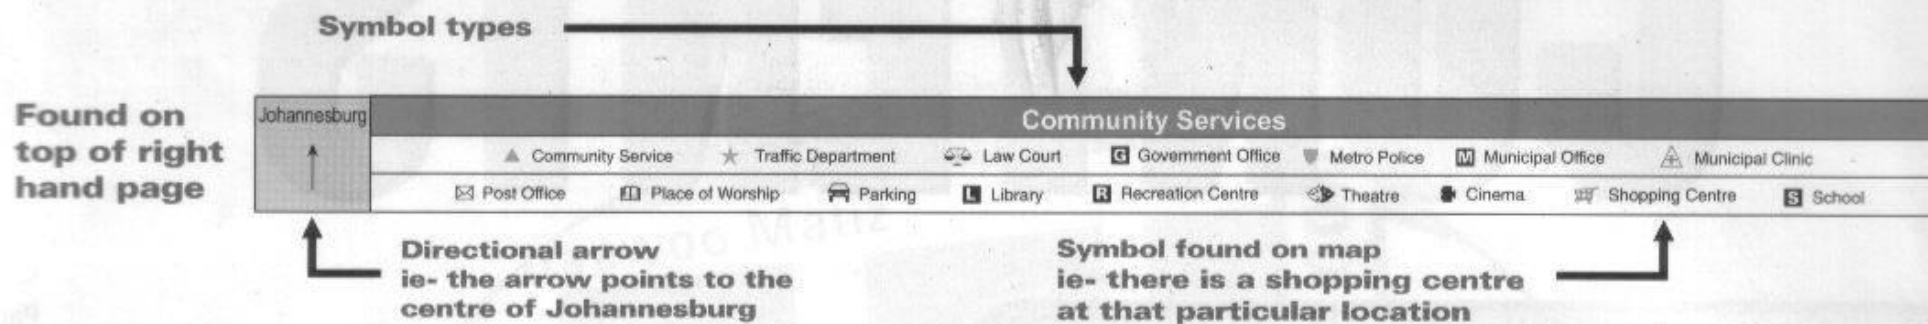 Symbol types
Found on
top of right
hand page
Johannesburg
Community Services
Community Service Traffic Department Law Court G Government Office Metro Police M Municipal Office Municipal Clinic
Post Office Place of Worship Parking L Library R Recreation Centre Theatre Cinema Shopping Centre S School
Directional arrow
ie- the arrow points to the
centre of Johannesburg
Symbol found on map
ie- there is a shopping centre
at that particular location